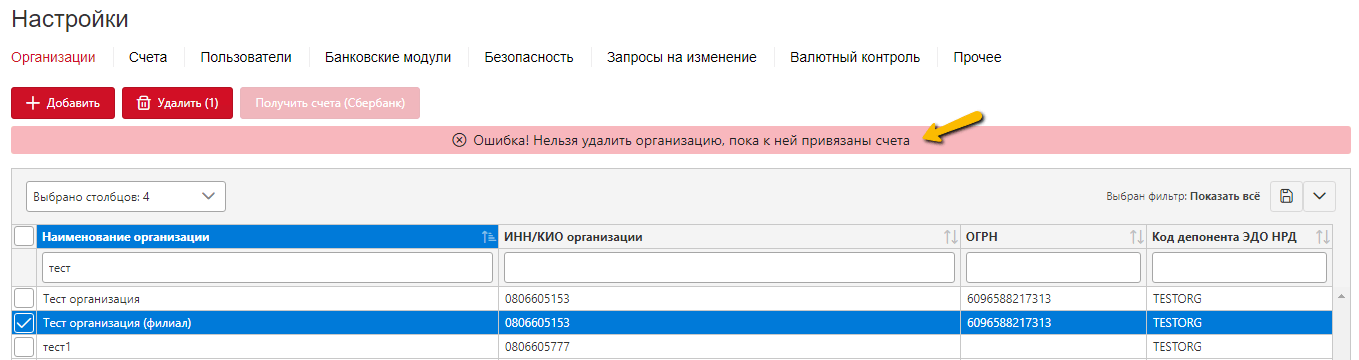 Настройки
Организации Счета Пользователи Банковские модули Безопасность Запросы на изменение Валютный контроль Прочее
Добавить Удалить (1) Получить счета (Сбербанк)
Ошибка! Нельзя удалить организацию, пока к ней привязаны счета
Выбрано столбцов: 4 Выбран фильтр: Показать всё
Наименование организации ИНН/КИО организации ОГРН Код депонента ЭДО НРД
тест
Тест организация 0806605153 6096588217313 TESTORG
Тест организация (филиал) 0806605153 6096588217313 TESTORG
тест1 0806605777 TESTORG